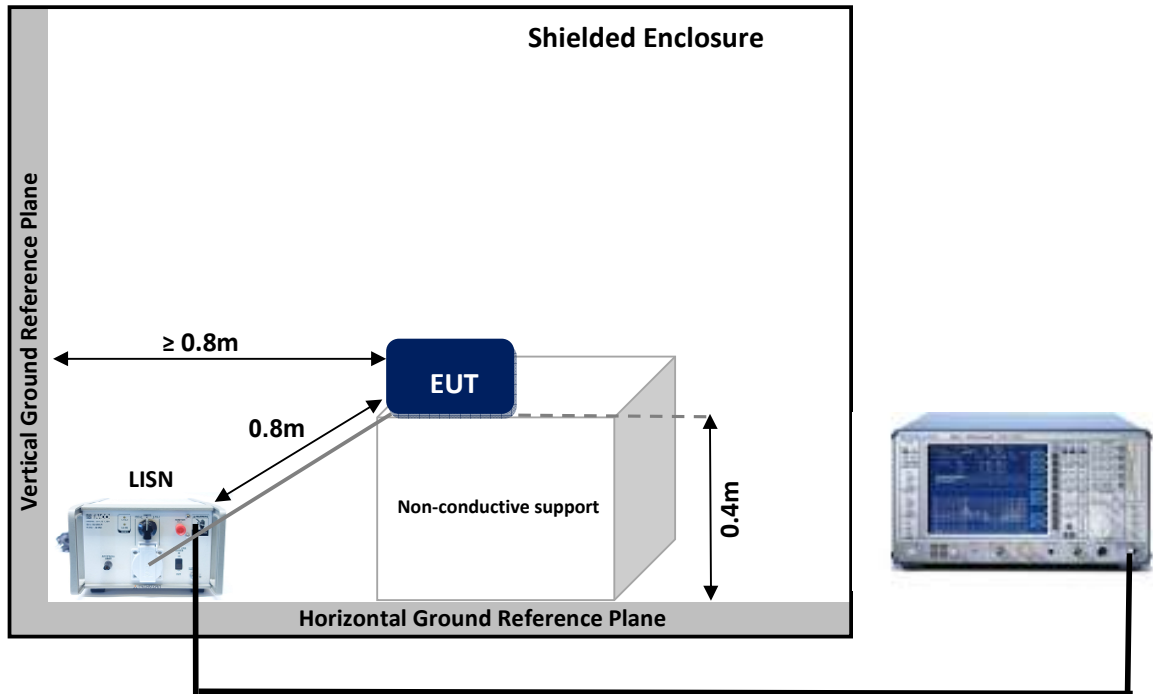 Shielded Enclosure
Vertical Ground Reference Plane
≥ 0.8m
EUT
0.8m
LISN
Non-conductive support
0.4m
Horizontal Ground Reference Plane